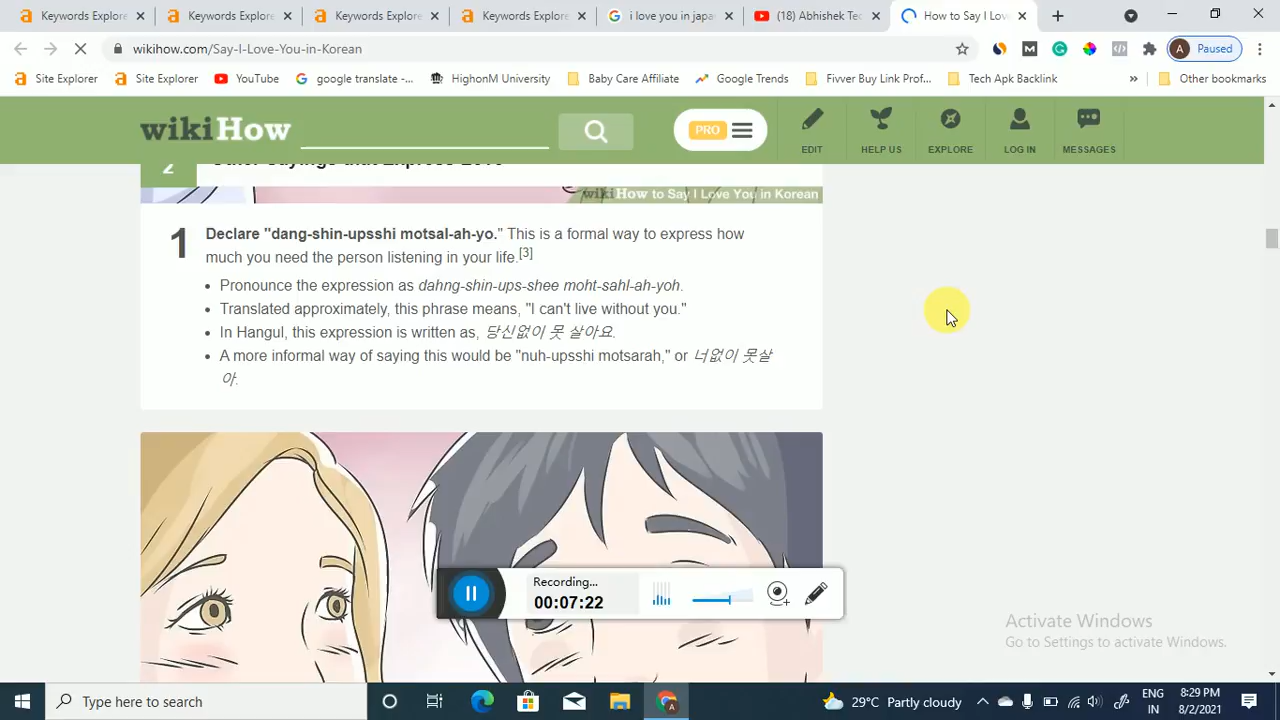 Keywords Explore
Keywords Explore
Keywords Explore
Keywords Explore
i love you in japa
(18) Abhishek Tec
How to Say I Lov
wikihow.com/Say-I-Love-You-in-Korean
A Paused
Site Explorer
Site Explorer
YouTube
google translate -...
HighonM University
Baby Care Affiliate
Google Trends
Fivver Buy Link Prof...
Tech Apk Backlink
»
Other bookmarks
wikiHow
PRO
EDIT
HELP US
EXPLORE
LOG IN
MESSAGES
2
wikiHow to Say I Love You in Korean
1
Declare "dang-shin-upsshi motsal-ah-yo." This is a formal way to express how
much you need the person listening in your life.[3]
• Pronounce the expression as dahng-shin-ups-shee moht-sahl-ah-yoh.
• Translated approximately, this phrase means, "I can't live without you."
• In Hangul, this expression is written as, 당신없이 못 살아요.
• A more informal way of saying this would be "nuh-upsshi motsarah," or 너없이 못살
아.
Recording...
00:07:22
Activate Windows
Go to Settings to activate Windows.
Type here to search
29°C Partly cloudy
ENG
IN
8:29 PM
8/2/2021